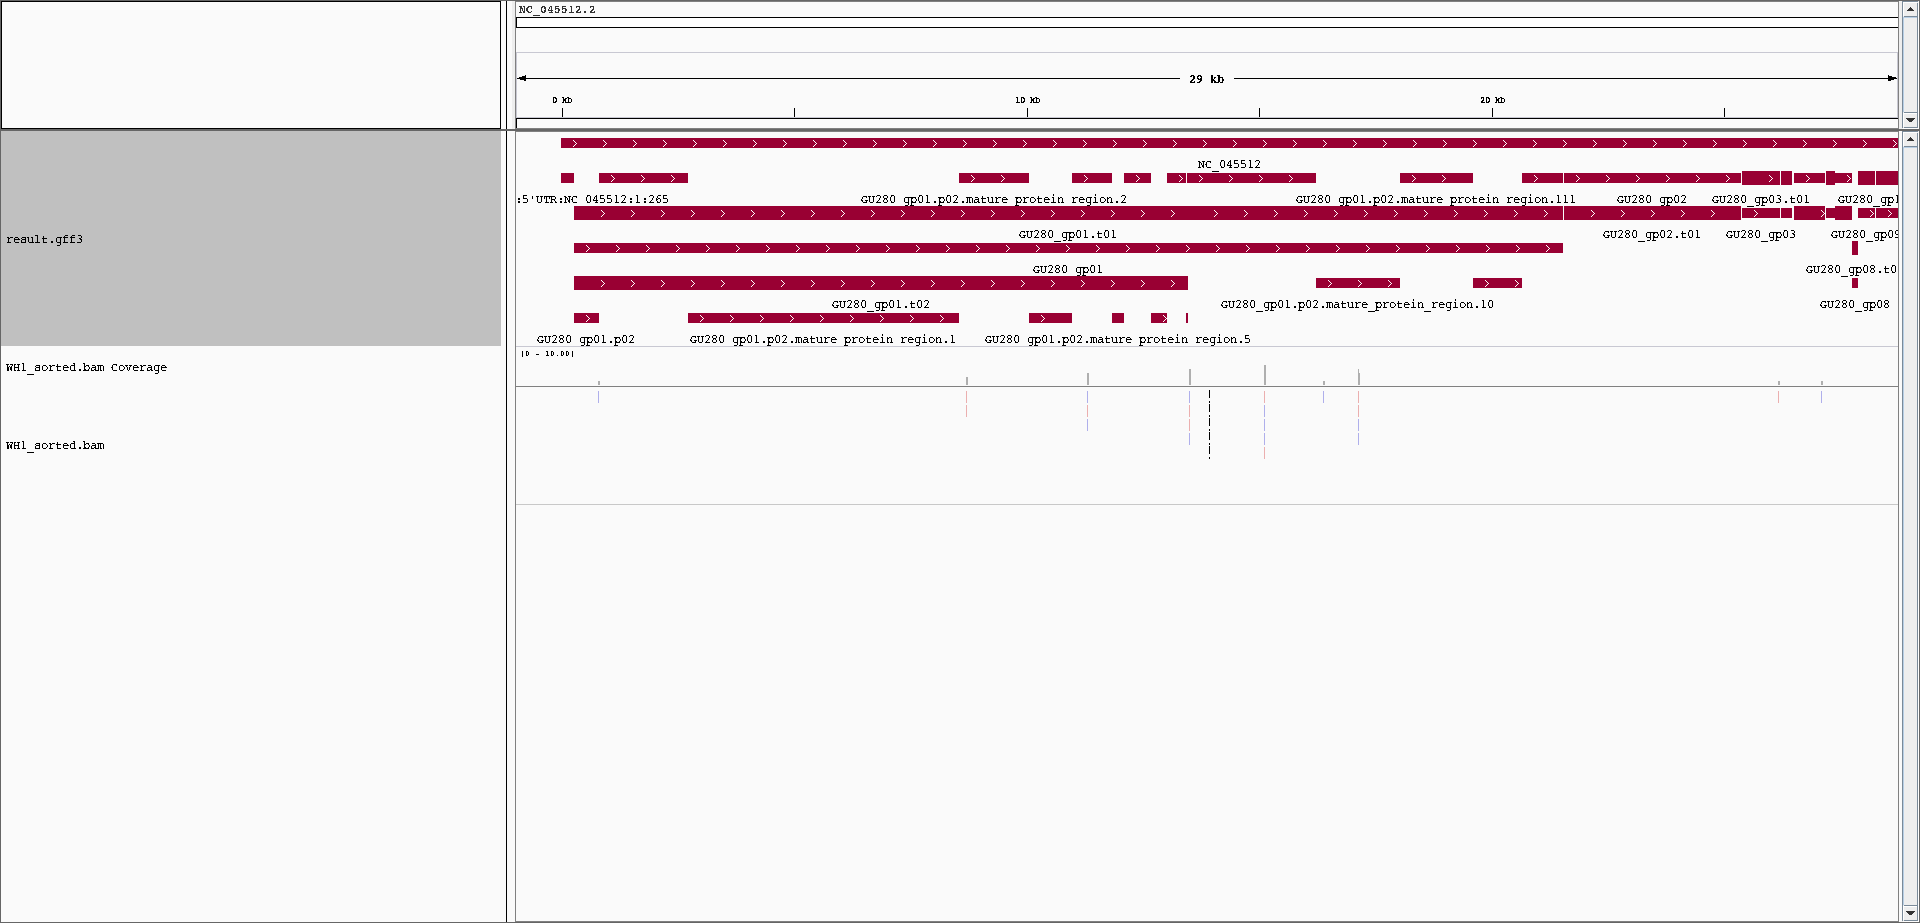 NC_045512.2
29 kb
0 kb 10 kb 20 kb
NC_045512
:5'UTR:NC_045512:1:265 GU280_gp01.p02.mature_protein_region.2 GU280_gp01.p02.mature_protein_region.111 GU280_gp02 GU280_gp03.t01 GU280_gp1
result.gff3
GU280_gp01.t01 GU280_gp02.t01 GU280_gp03 GU280_gp09
GU280_gp01 GU280_gp08.t0
GU280_gp01.t02 GU280_gp01.p02.mature_protein_region.10 GU280_gp08
GU280_gp01.p02 GU280_gp01.p02.mature_protein_region.1 GU280_gp01.p02.mature_protein_region.5
[0 - 10.00]
WH1_sorted.bam Coverage
WH1_sorted.bam